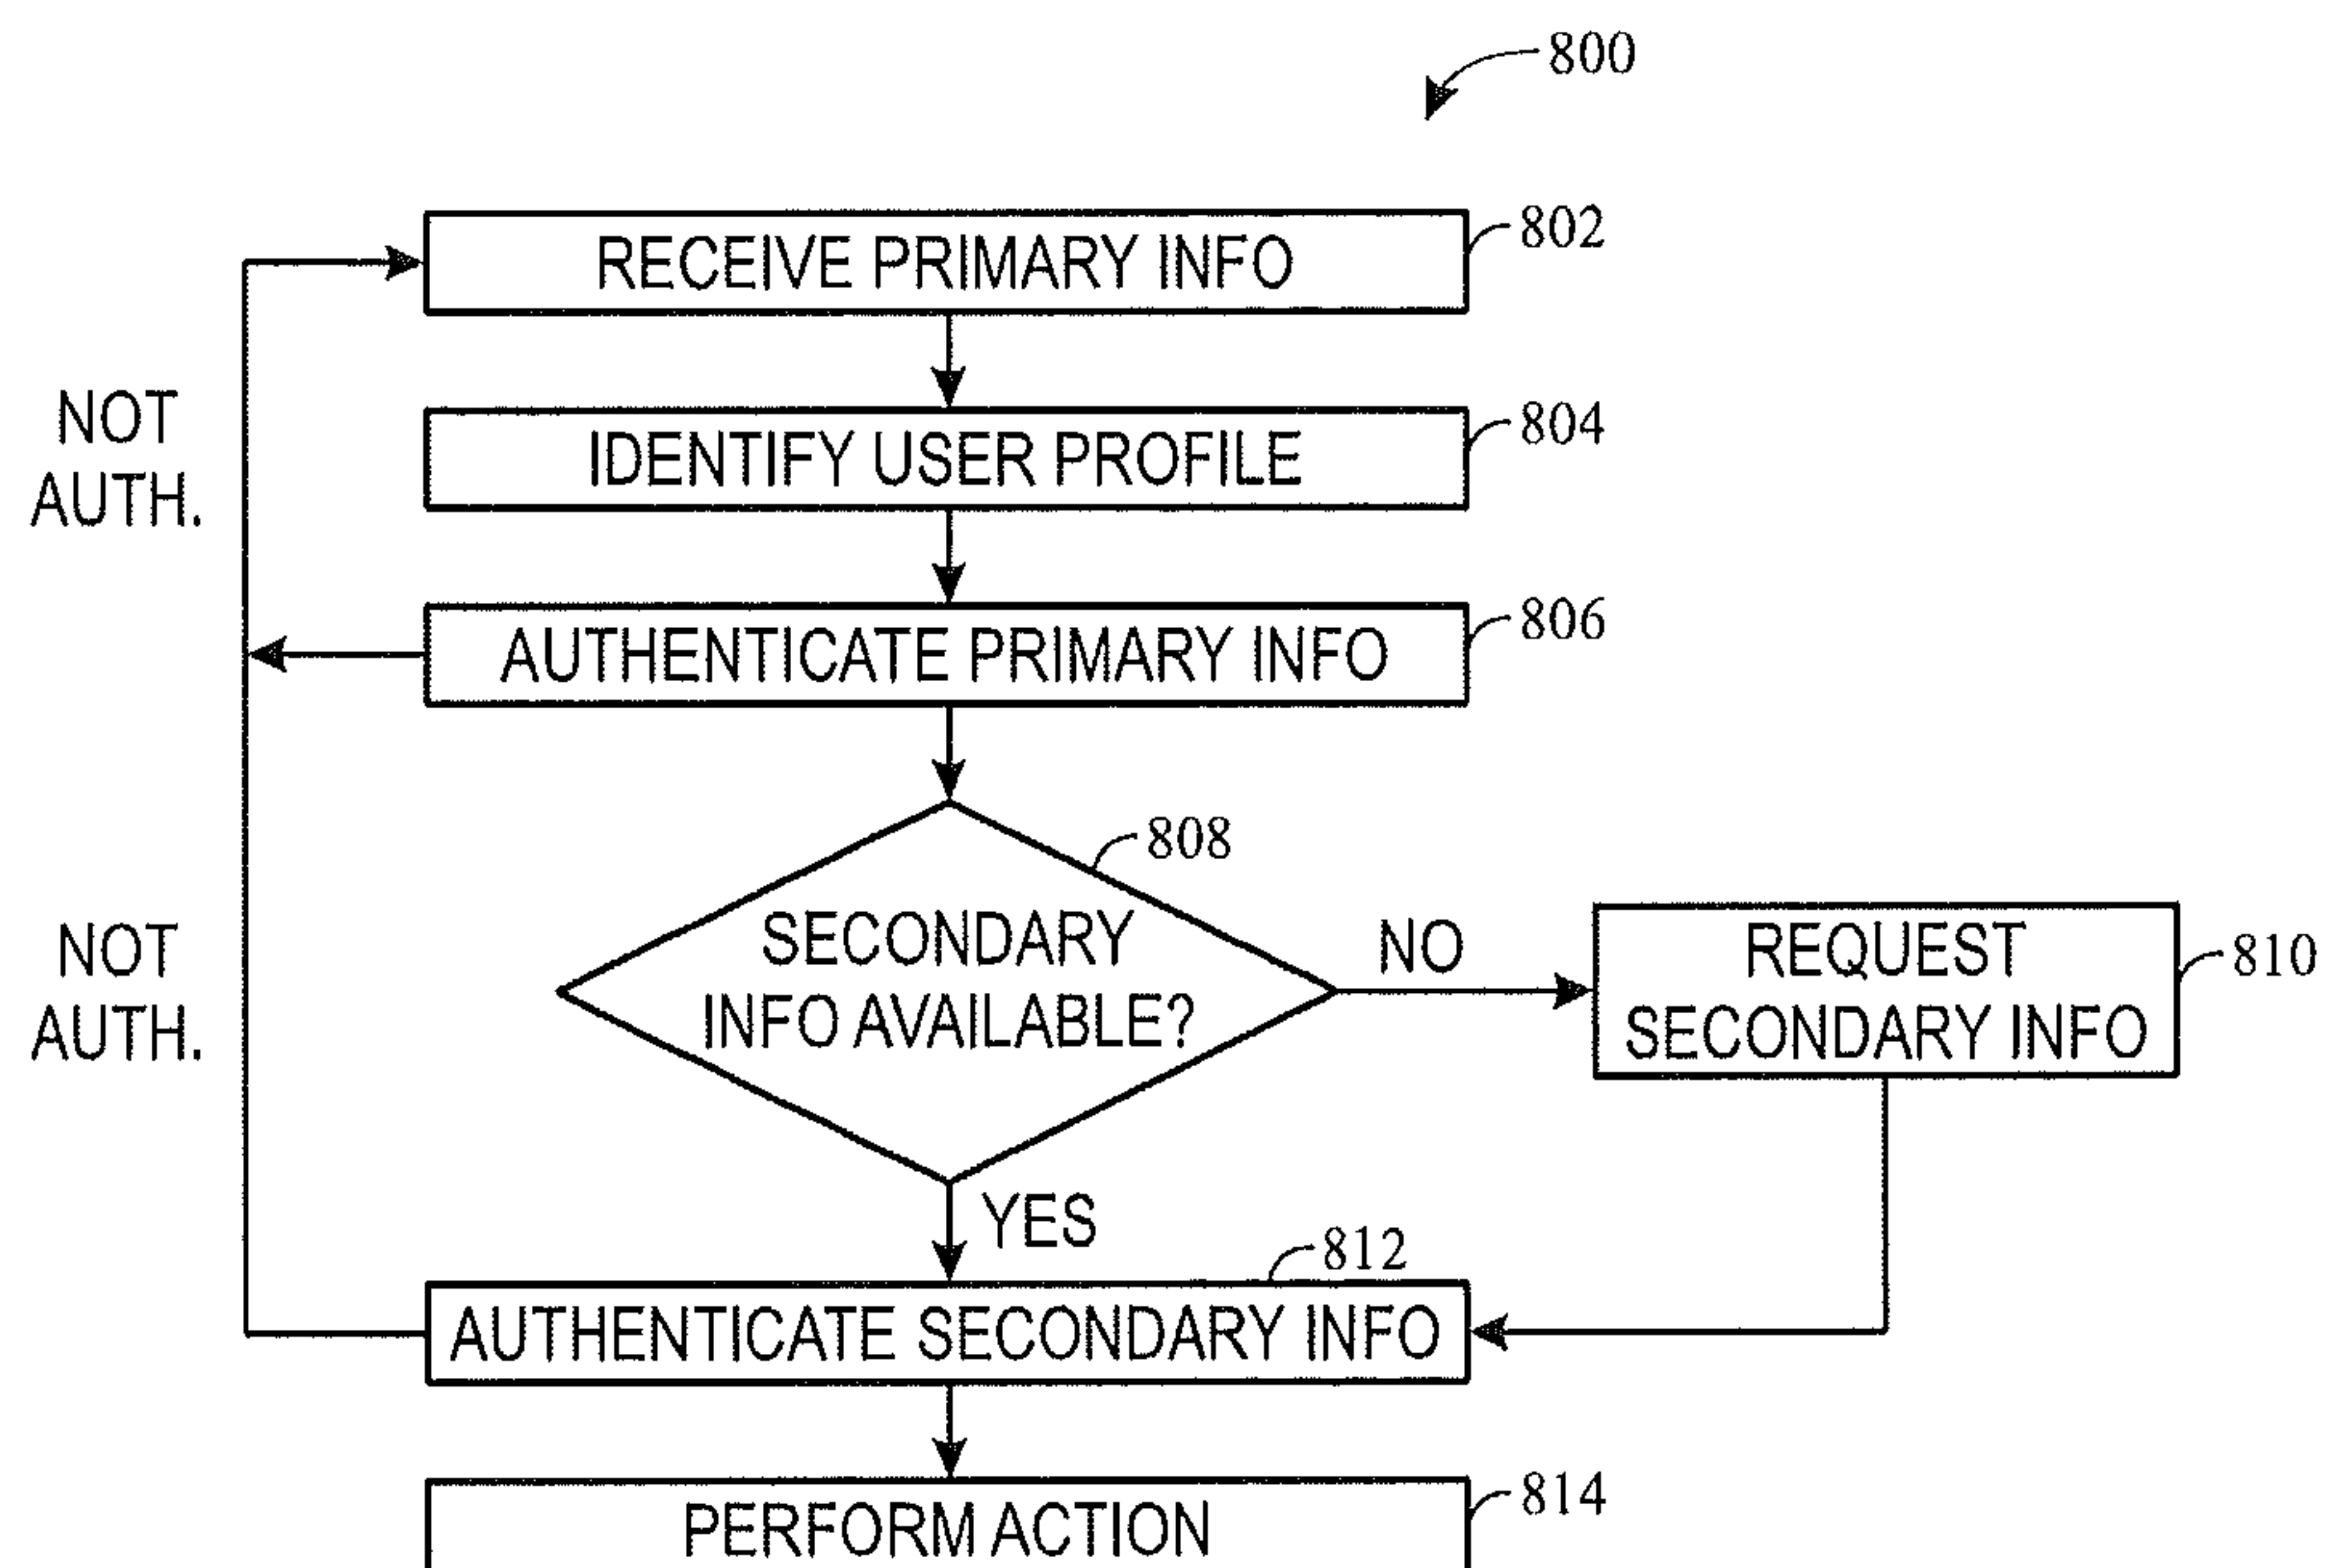 800
RECEIVE PRIMARY INFO
802
IDENTIFY USER PROFILE
804
NOT
AUTH.
AUTHENTICATE PRIMARY INFO
806
808
SECONDARY
INFO AVAILABLE?
NO
REQUEST
SECONDARY INFO
810
NOT
AUTH.
YES
812
AUTHENTICATE SECONDARY INFO
PERFORM ACTION
814